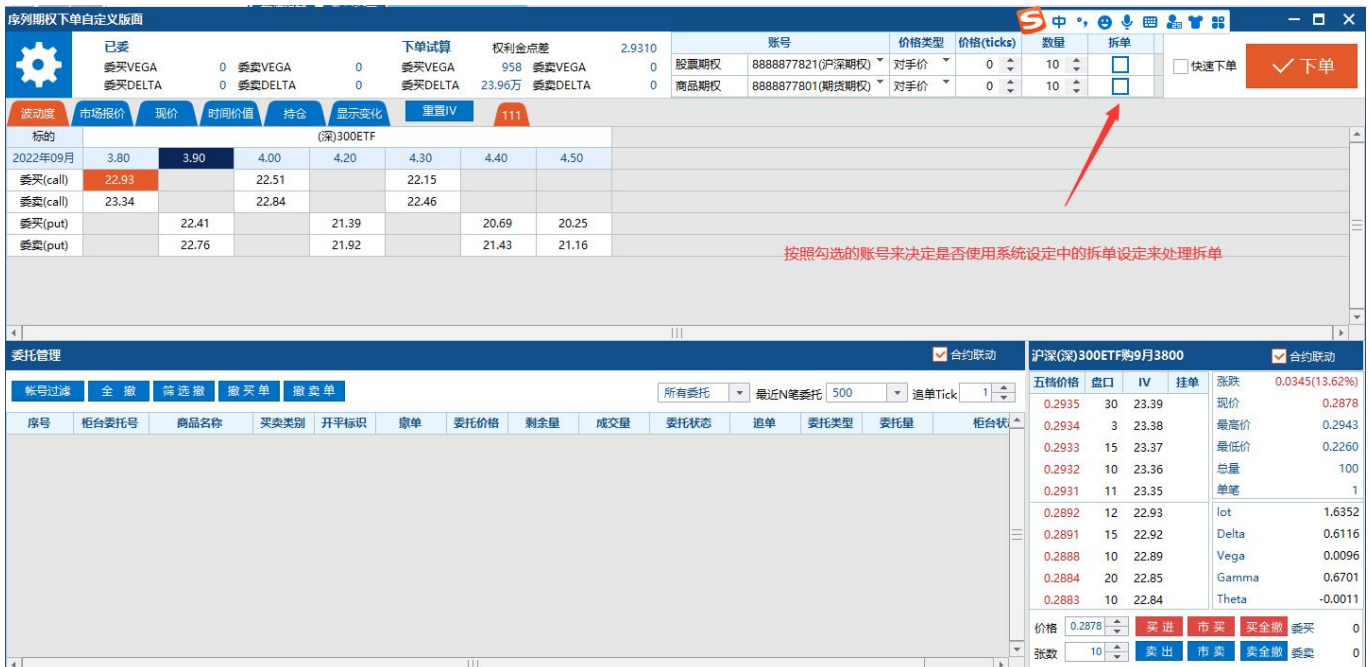 序列期权下单自定义版面
中
已委
下单试算 权利金点差 2.9310
委买VEGA 0 委卖VEGA 0 委买VEGA 958 委卖VEGA 0
委买DELTA 0 委卖DELTA 0 委买DELTA 23.96万 委卖DELTA 0
账号 价格类型 价格(ticks) 数量 拆单
股票期权 8888877821(沪深期权) 对手价 0 10
商品期权 8888877801(期货期权) 对手价 0 10
快速下单 下单
波动度 市场报价 现价 时间价值 持仓 显示变化 重置IV 111
标的 (深)300ETF
2022年09月 3.80 3.90 4.00 4.20 4.30 4.40 4.50
委买(call) 22.93 22.51 22.15
委卖(call) 23.34 22.84 22.46
委买(put) 22.41 21.39 20.69 20.25
委卖(put) 22.76 21.92 21.43 21.16
按照勾选的账号来决定是否使用系统设定中的拆单设定来处理拆单
委托管理 合约联动
帐号过滤 全 撤 筛选撤 撤买单 撤卖单 所有委托 最近N笔委托 500 追单Tick 1
序号 柜台委托号 商品名称 买卖类别 开平标识 撤单 委托价格 剩余量 成交量 委托状态 追单 委托类型 委托量 柜台状
沪深(深)300ETF购9月3800 合约联动
五档价格 盘口 IV 挂单
0.2935 30 23.39
0.2934 3 23.38
0.2933 15 23.37
0.2932 10 23.36
0.2931 11 23.35
0.2892 12 22.93
0.2891 15 22.92
0.2888 10 22.89
0.2884 20 22.85
0.2883 10 22.84
涨跌 0.0345(13.62%)
现价 0.2878
最高价 0.2943
最低价 0.2260
总量 100
单笔 1
lot 1.6352
Delta 0.6116
Vega 0.0096
Gamma 0.6701
Theta -0.0011
价格 0.2878 买进 市买 买全撤 委买 0
张数 10 卖出 市卖 卖全撤 委卖 0